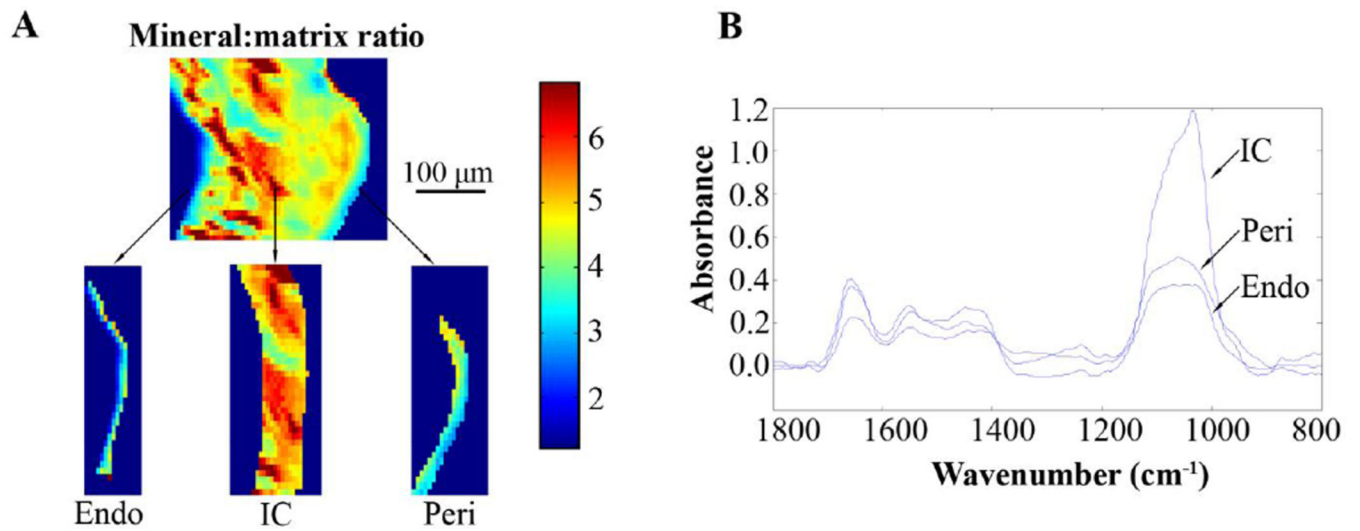 A
Mineral:matrix ratio
100 μm
6
5
4
3
2
Endo
IC
Peri
B
Absorbance
1.2
1.0
0.8
0.6
0.4
0.2
0.0
IC
Peri
Endo
1800 1600 1400 1200 1000 800
Wavenumber (cm⁻¹)